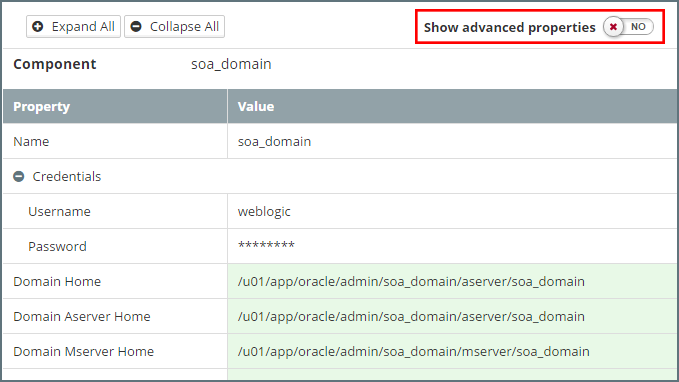 Expand All Collapse All Show advanced properties NO
Component soa_domain
Property Value
Name soa_domain
Credentials
Username weblogic
Password ********
Domain Home /u01/app/oracle/admin/soa_domain/aserver/soa_domain
Domain Aserver Home /u01/app/oracle/admin/soa_domain/aserver/soa_domain
Domain Mserver Home /u01/app/oracle/admin/soa_domain/mserver/soa_domain